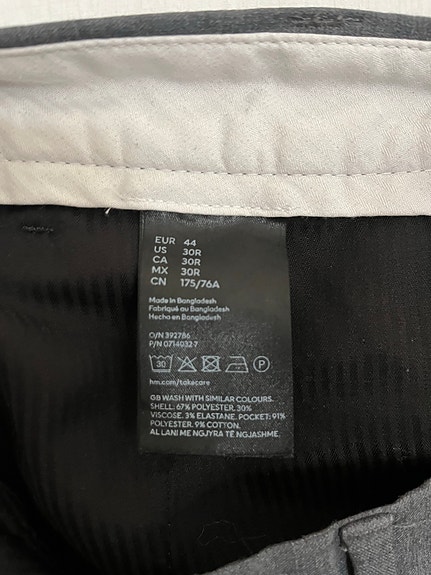 EUR 44
US 30R
CA 30R
MX 30R
CN 175/76A
Made in Bangladesh
Fabriqué au Bangladesh
Hecho en Bangladesh
O/N 392786
P/N 0714032-7
30 P
hm.com/takecare
GB WASH WITH SIMILAR COLOURS.
SHELL: 67% POLYESTER, 30%
VISCOSE, 3% ELASTANE. POCKET: 91%
POLYESTER, 9% COTTON.
AL LANI ME NGJYRA TË NGJASHME.